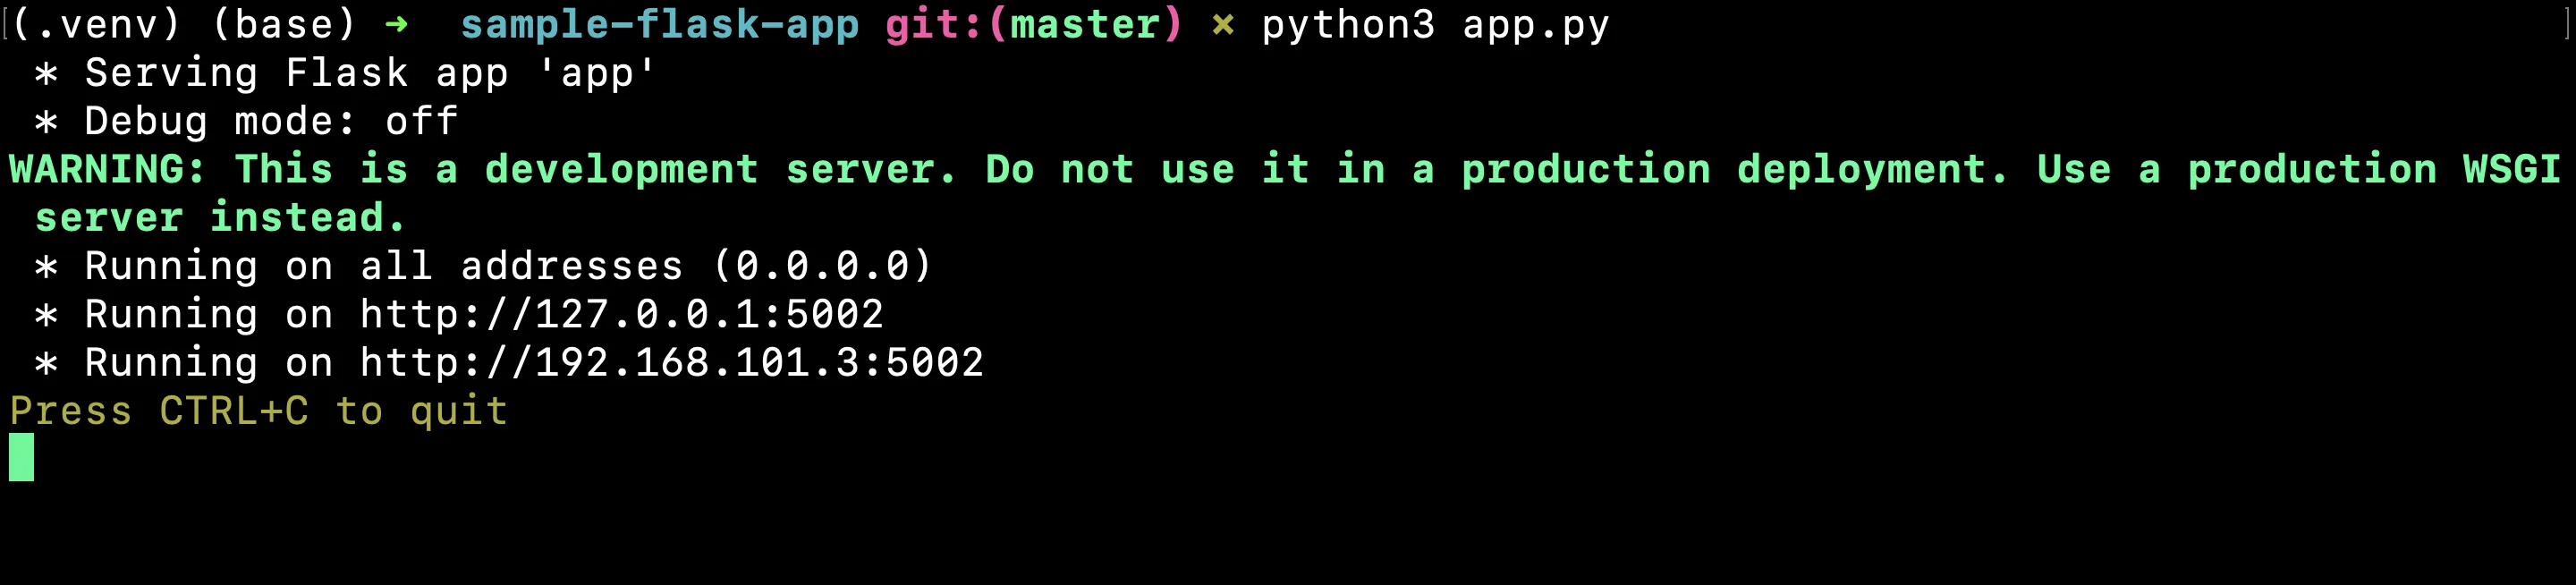 [(.venv) (base) ➜  sample-flask-app git:(master) ✗ python3 app.py ]
 * Serving Flask app 'app'
 * Debug mode: off
WARNING: This is a development server. Do not use it in a production deployment. Use a production WSGI
 server instead.
 * Running on all addresses (0.0.0.0)
 * Running on http://127.0.0.1:5002
 * Running on http://192.168.101.3:5002
Press CTRL+C to quit